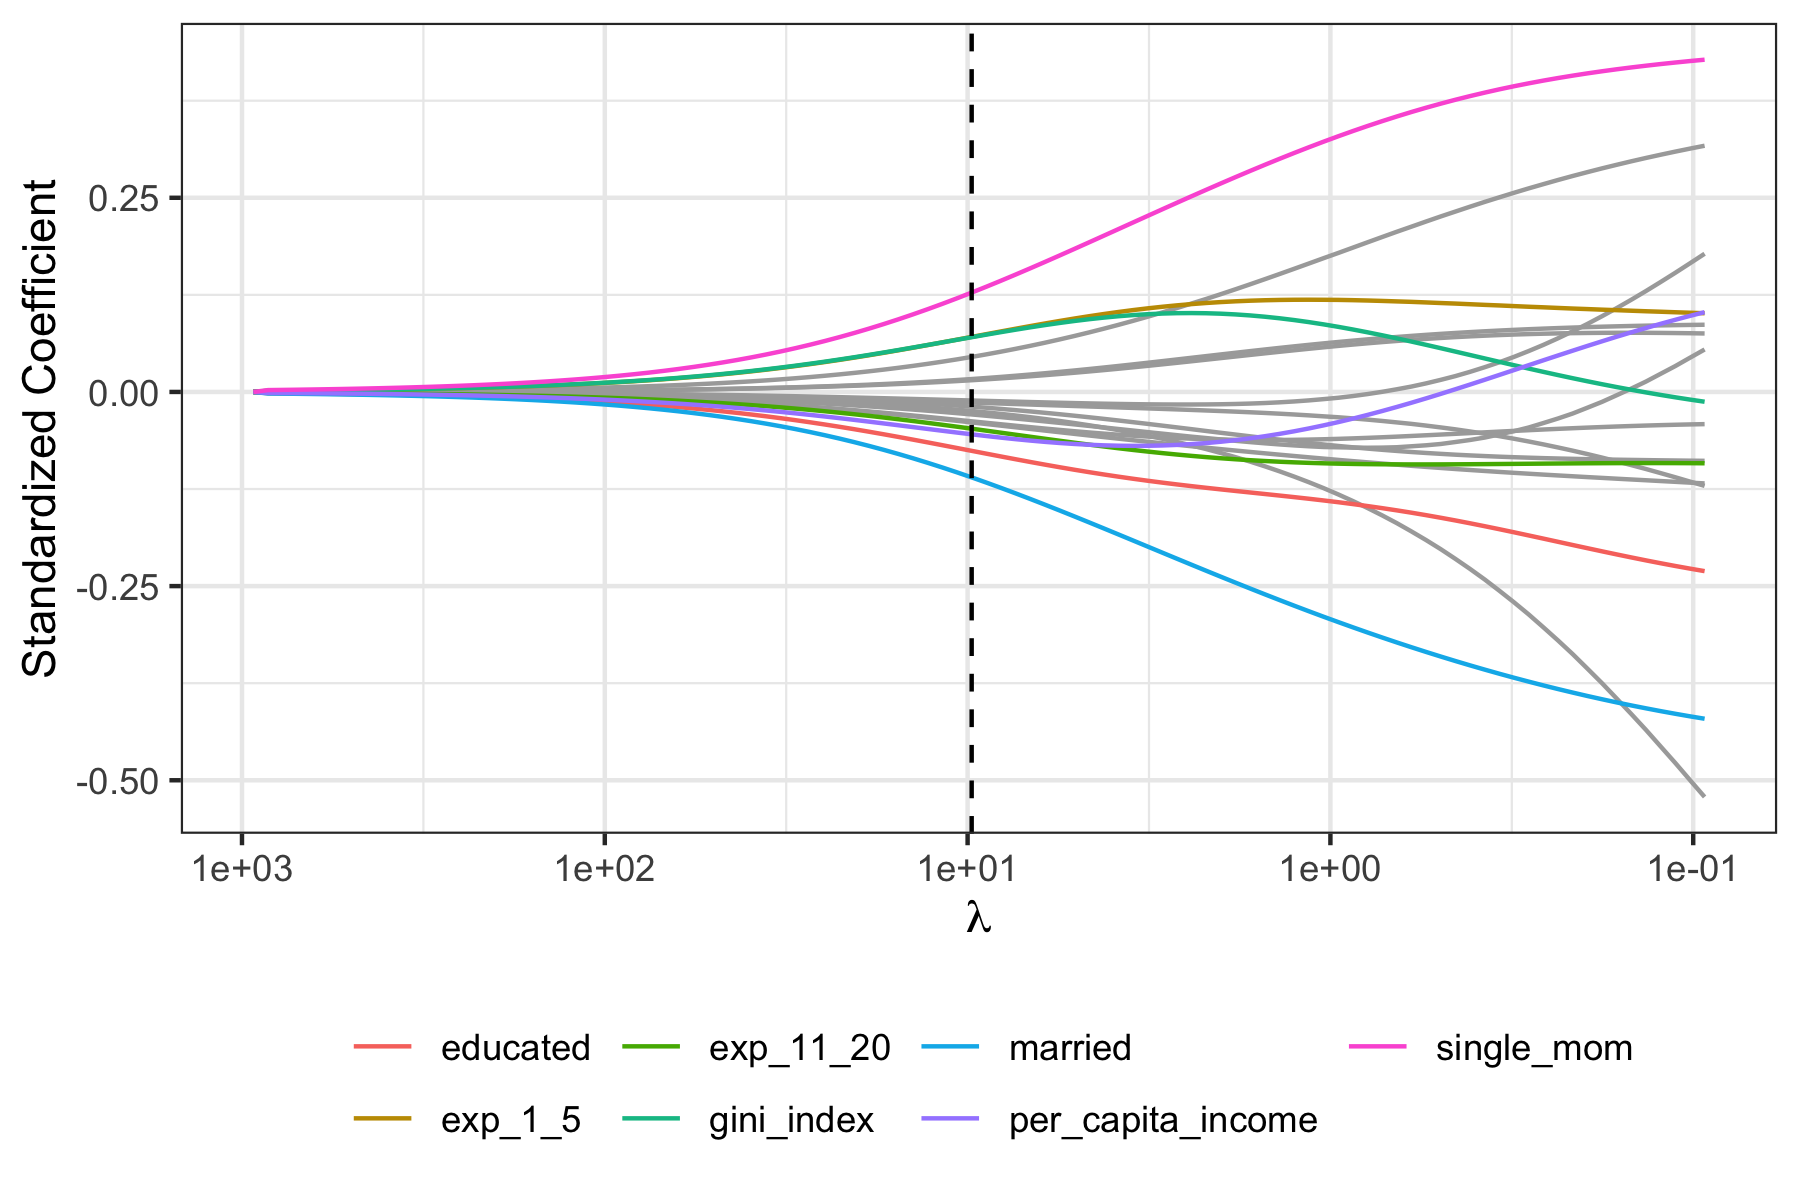 Standardized Coefficient
0.25
0.00
-0.25
-0.50
1e+03 1e+02 1e+01 1e+00 1e-01
λ
educated exp_11_20 married single_mom
exp_1_5 gini_index per_capita_income